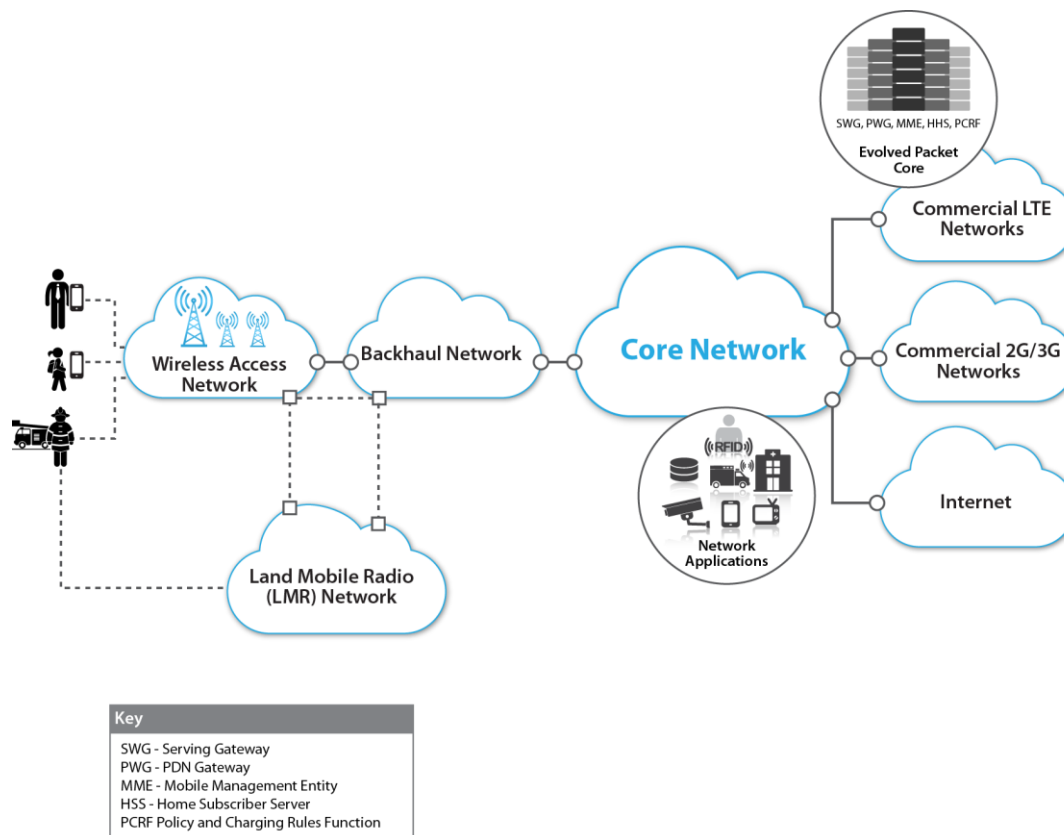 SWG, PWG, MME, HHS, PCRF
Evolved Packet
Core
Commercial LTE
Networks
Wireless Access
Network
Backhaul Network
Core Network
Commercial 2G/3G
Networks
RFID
Network
Applications
Internet
Land Mobile Radio
(LMR) Network
Key
SWG - Serving Gateway
PWG - PDN Gateway
MME - Mobile Management Entity
HSS - Home Subscriber Server
PCRF Policy and Charging Rules Function